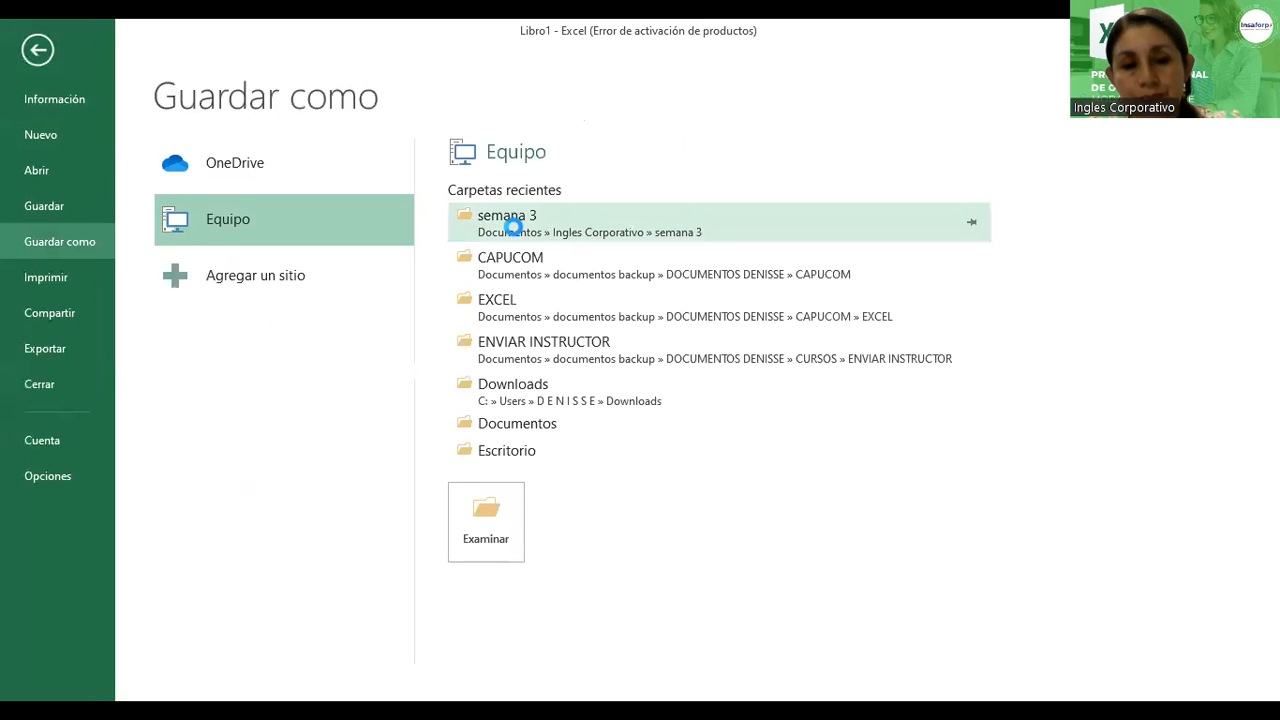 Libro1 - Excel (Error de activación de productos)
Información
Nuevo
Abrir
Guardar
Guardar como
Imprimir
Compartir
Exportar
Cerrar
Cuenta
Opciones
Guardar como
OneDrive
Equipo
Agregar un sitio
Equipo
Carpetas recientes
semana 3
Documentos » Ingles Corporativo » semana 3
CAPUCOM
Documentos » documentos backup » DOCUMENTOS DENISSE » CAPUCOM
EXCEL
Documentos » documentos backup » DOCUMENTOS DENISSE » CAPUCOM » EXCEL
ENVIAR INSTRUCTOR
Documentos » documentos backup » DOCUMENTOS DENISSE » CURSOS » ENVIAR INSTRUCTOR
Downloads
C: » Users » D E N I S S E » Downloads
Documentos
Escritorio
Examinar
Insaforp
Ingles Corporativo